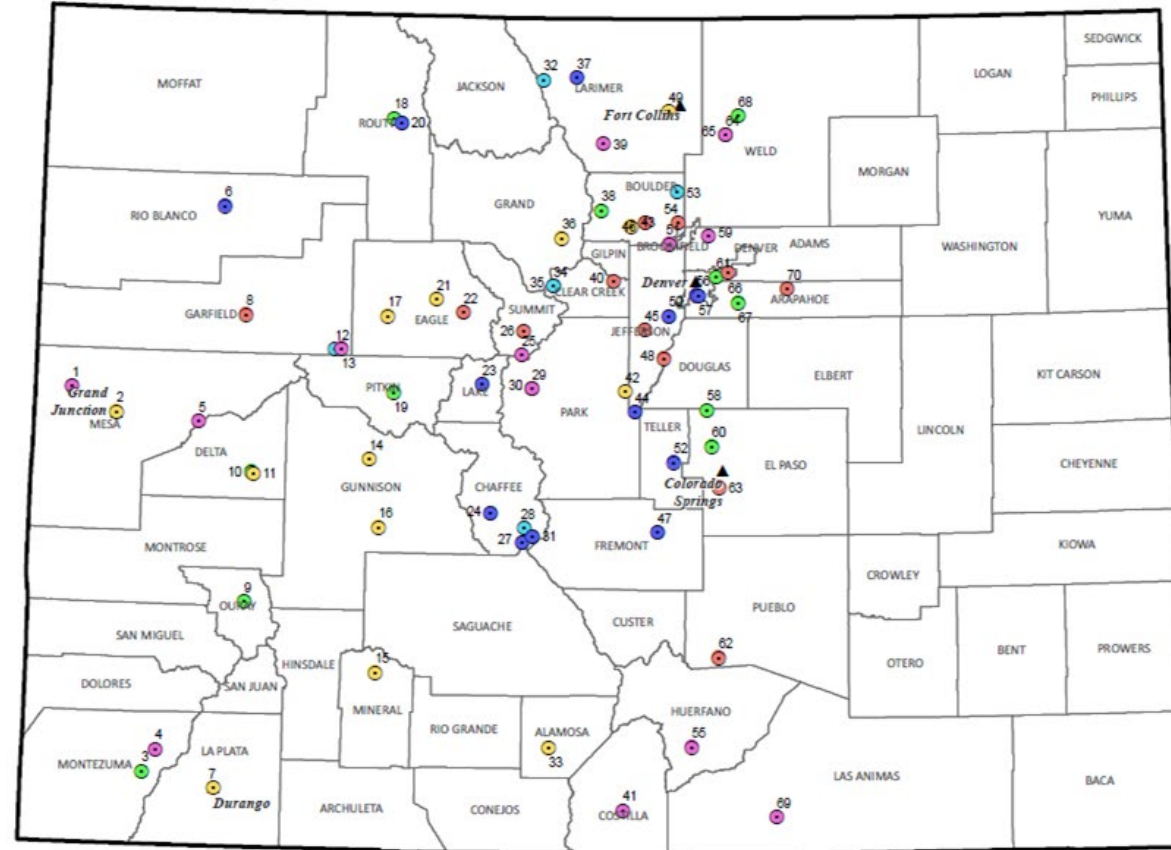 SEDGWICK
LOGAN
MOFFAT
JACKSON
32
37
LARIMER
PHILLIPS
18
ROUTT
20
49
Fort Collins
68
65
64
WELD
39
MORGAN
YUMA
6
RIO BLANCO
GRAND
BOULDER
53
38
54
43
36
51
BROOMFIELD
59
DENVER
ADAMS
WASHINGTON
GILPIN
61
34
35
CLEAR CREEK
40
Denver
56
70
ARAPAHOE
21
17
22
EAGLE
8
GARFIELD
SUMMIT
26
50
57
66
67
45
JEFFERSON
12
13
25
48
DOUGLAS
1
Grand
Junction
2
MESA
PITKIN
19
23
LAKE
30
29
PARK
42
44
ELBERT
KIT CARSON
5
58
TELLER
60
LINCOLN
DELTA
10
11
14
GUNNISON
CHAFFEE
52
EL PASO
CHEYENNE
Colorado
Springs
63
24
28
27
31
16
47
FREMONT
MONTROSE
KIOWA
CROWLEY
9
OURAY
SAGUACHE
CUSTER
PUEBLO
SAN MIGUEL
HINSDALE
BENT
PROWERS
OTERO
62
15
DOLORES
SAN JUAN
MINERAL
HUERFANO
RIO GRANDE
ALAMOSA
33
55
4
3
MONTEZUMA
LA PLATA
7
Durango
LAS ANIMAS
BACA
ARCHULETA
CONEJOS
41
COSTILLA
69